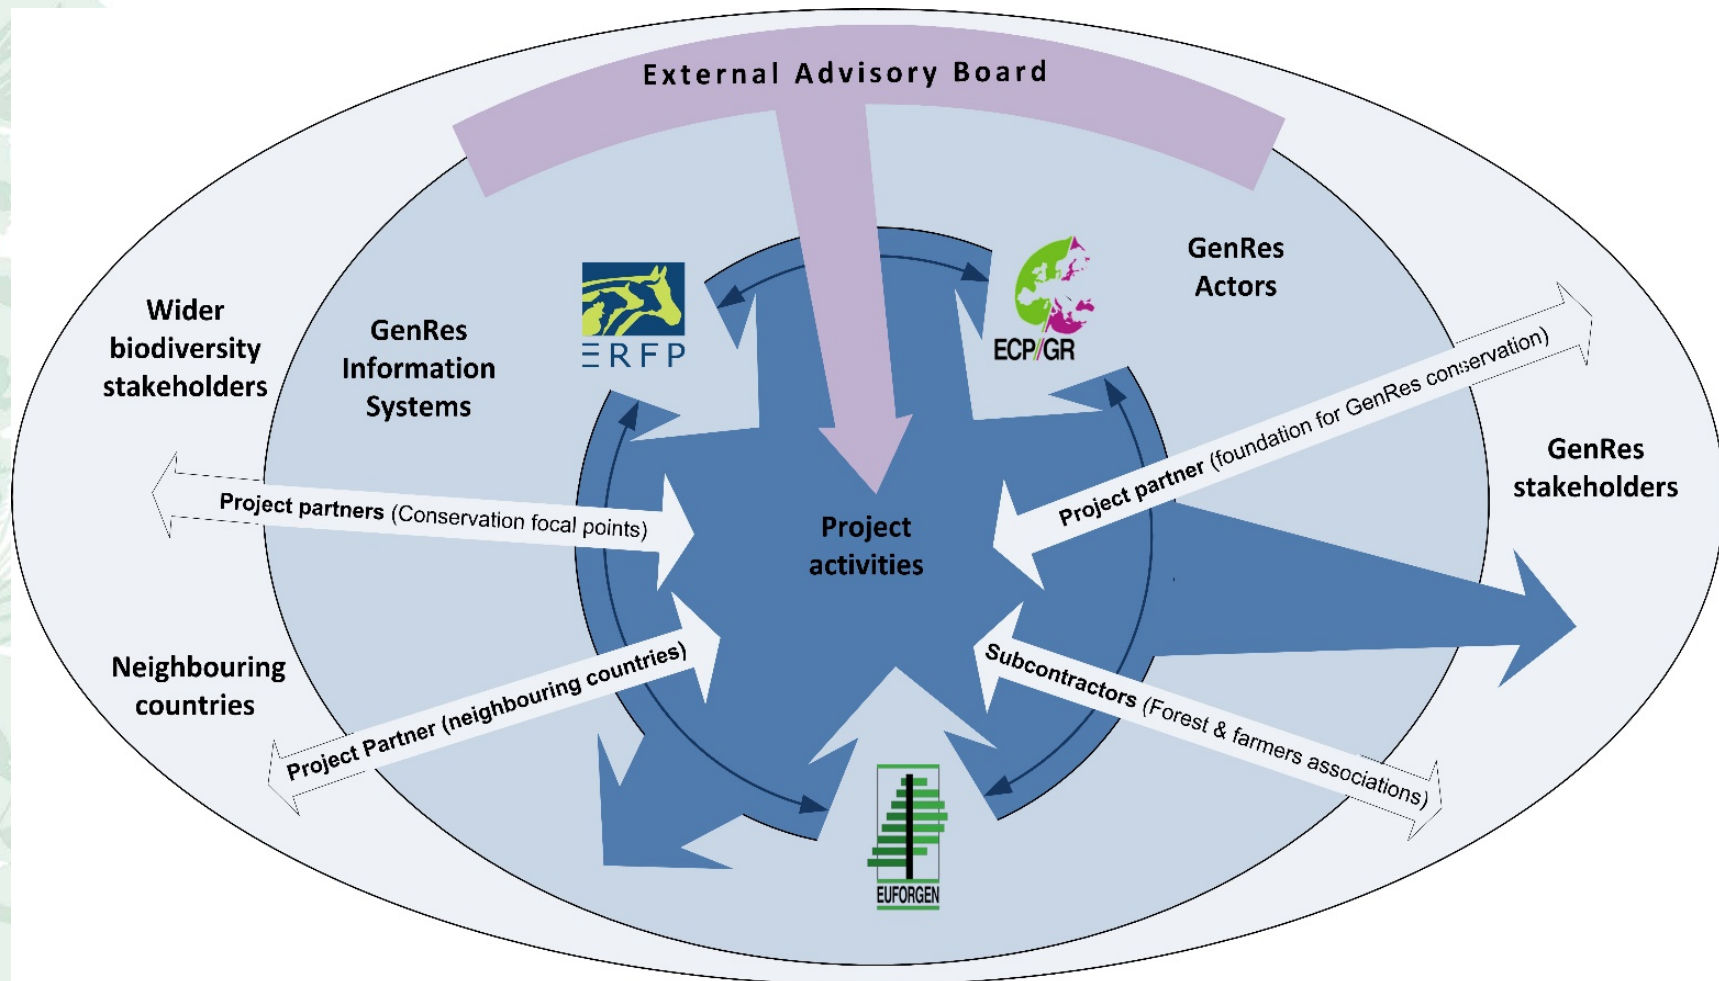 External Advisory Board
GenRes
Actors
ERFP
ECP//GR
Wider
biodiversity
stakeholders
GenRes
Information
Systems
Project partner (foundation for GenRes conservation)
GenRes
stakeholders
Project partners (Conservation focal points)
Project
activities
Neighbouring
countries
Project Partner (neighbouring countries)
Subcontractors (Forest & farmers associations)
EUFORGEN